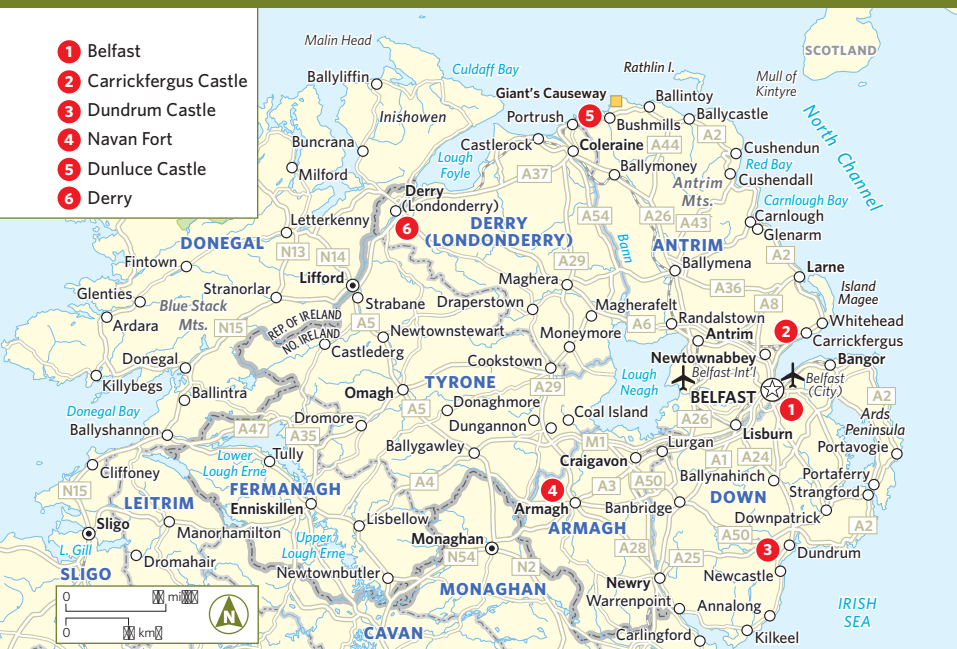 1 Belfast
2 Carrickfergus Castle
3 Dundrum Castle
4 Navan Fort
5 Dunluce Castle
6 Derry
SCOTLAND
Malin Head
Culdaff Bay
Rathlin I.
Mull of
Kintyre
Ballyliffin
Giant's Causeway
Ballintoy
Inishowen
Portrush
5
Bushmills
Ballycastle
North Channel
Buncrana
Castlerock
Coleraine
A44
A2
Cushendun
Lough
Foyle
Red Bay
Milford
A37
Ballymoney
Cushendall
Antrim
Mts.
Derry
(Londonderry)
Carnlough Bay
Letterkenny
6
DERRY
(LONDONDERRY)
A54
A26
A43
Carnlough
Glenarm
DONEGAL
N13
N14
Bann
ANTRIM
A2
Fintown
A29
Ballymena
Larne
Lifford
Maghera
A36
Island
Magee
Glenties
Stranorlar
Strabane
Draperstown
Magherafelt
A8
Blue Stack
Mts.
Ardara
N15
REP. OF IRELAND
NO. IRELAND
A5
Newtownstewart
Moneymore
A6
Randalstown
Antrim
2
Whitehead
Carrickfergus
Castlederg
Donegal
Cookstown
Newtownabbey
Bangor
Killybegs
Omagh
TYRONE
A29
Lough
Neagh
Belfast Int'l
Belfast
(City)
Ballintra
BELFAST
1
A2
Donegal Bay
Dromore
A5
Donaghmore
Coal Island
Ards
Peninsula
Ballyshannon
A47
A35
Dungannon
A26
Lisburn
Lower
Lough Erne
Tully
Ballygawley
M1
Lurgan
Portavogie
Cliffoney
Craigavon
A1
A24
Ballynahinch
Portaferry
N15
FERMANAGH
A4
4
A3
A50
DOWN
Strangford
LEITRIM
Enniskillen
Armagh
Banbridge
Sligo
Manorhamilton
Lisbellow
ARMAGH
Downpatrick
A50
A2
L. Gill
Upper
Lough Erne
Monaghan
A28
3
Dundrum
Dromahair
N54
N2
A25
SLIGO
Newtownbutler
MONAGHAN
Newry
Newcastle
0 mi
Warrenpoint
Annalong
IRISH
SEA
0 km
N
CAVAN
Carlingford
Kilkeel